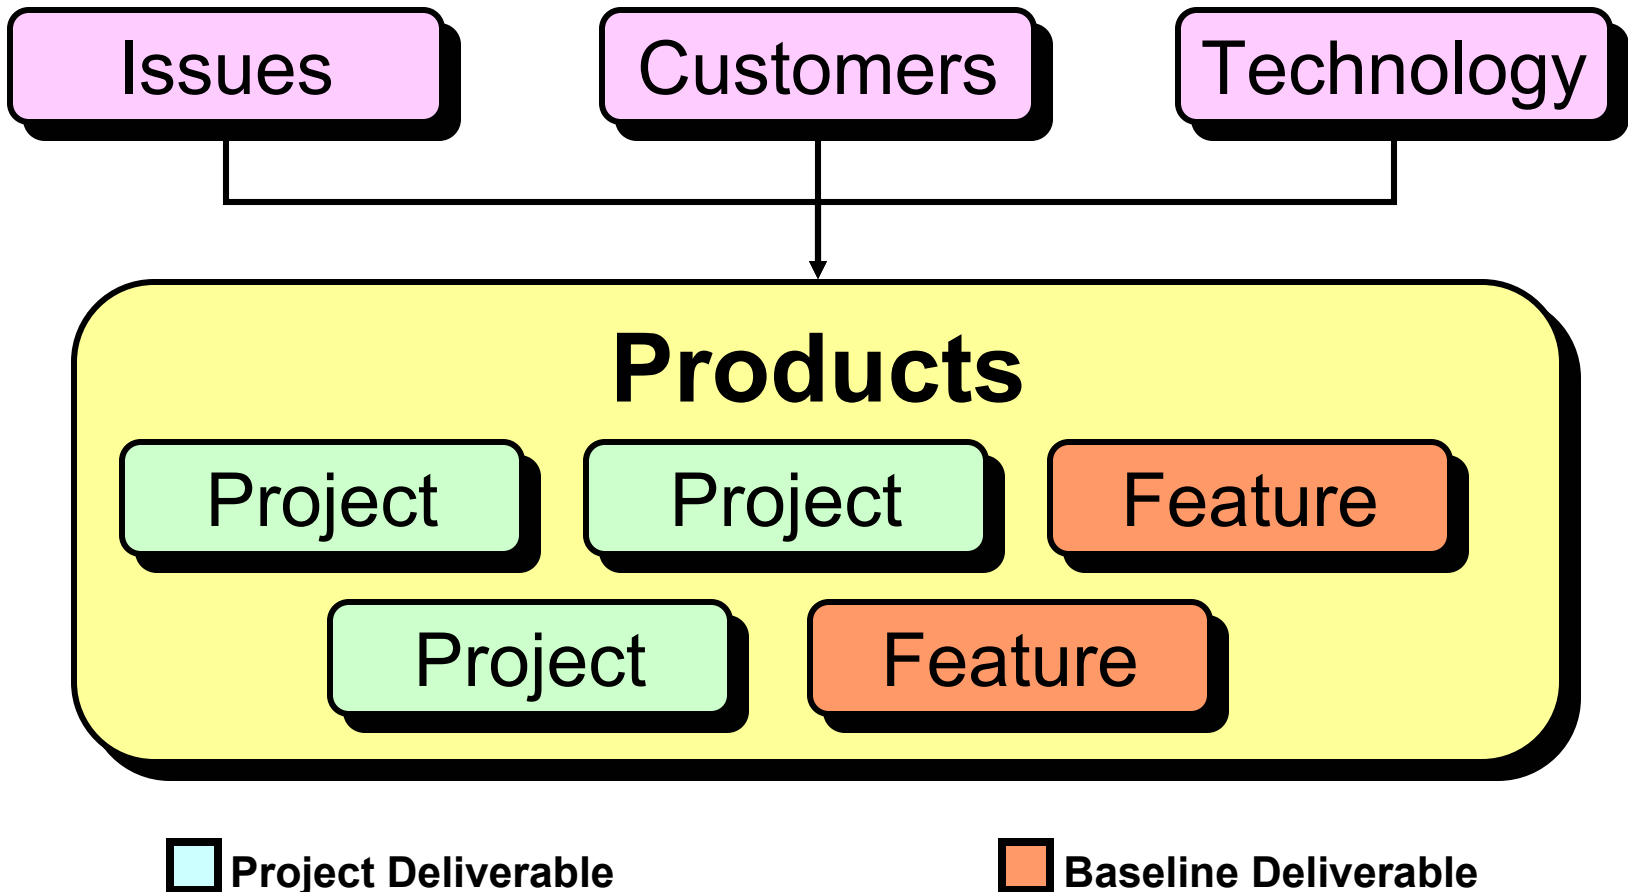 Issues
Customers
Technology
Products
Project
Project
Feature
Project
Feature
Project Deliverable
Baseline Deliverable